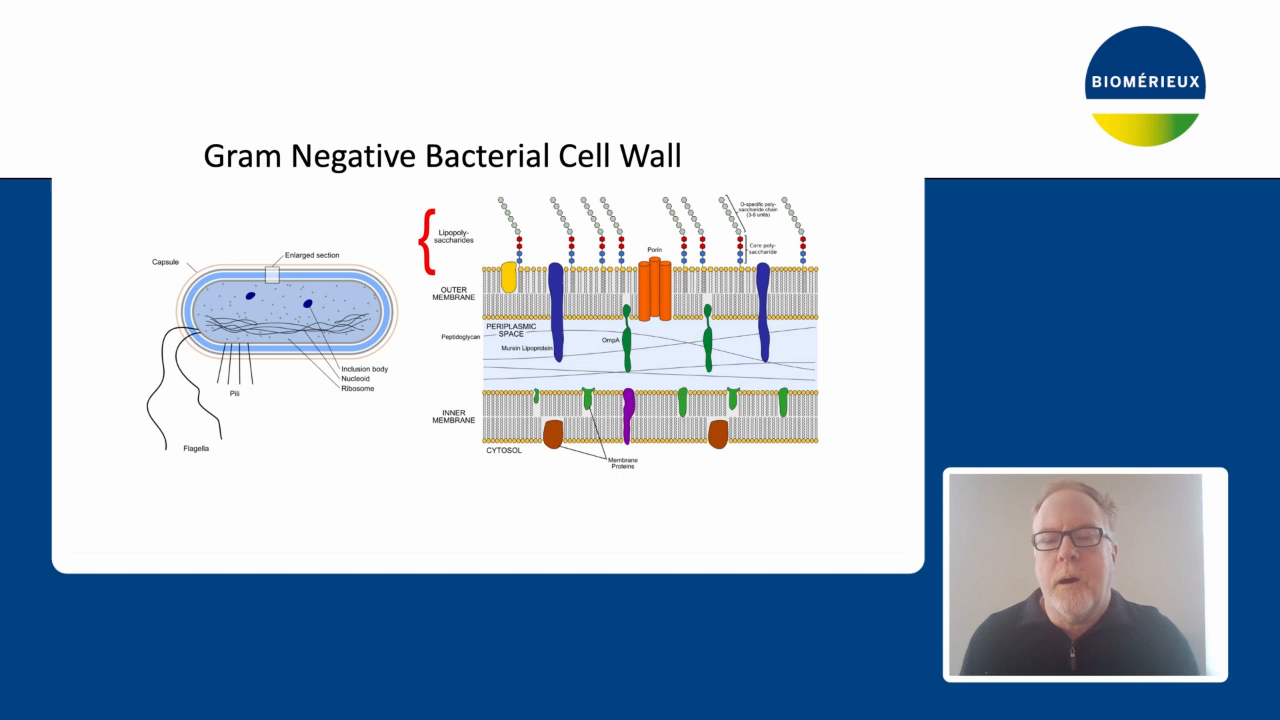 BIOMÉRIEUX
Gram Negative Bacterial Cell Wall
Capsule
Enlarged section
Inclusion body
Nucleoid
Ribosome
Pili
Flagella
Lipopoly-
saccharides
O-specific poly-
saccharide chain
(3-6 units)
Core poly-
saccharide
Porin
OUTER
MEMBRANE
PERIPLASMIC
SPACE
Peptidoglycan
Murein Lipoprotein
OmpA
INNER
MEMBRANE
CYTOSOL
Membrane
Proteins